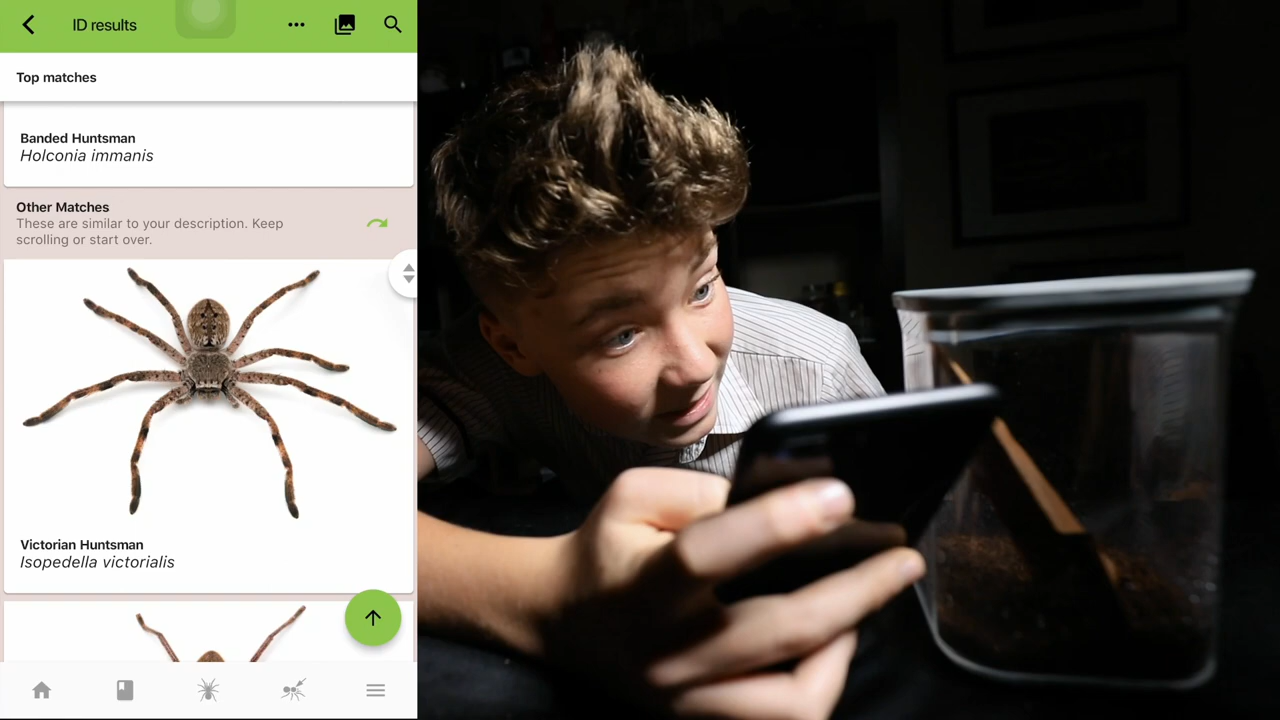 ID results
Top matches
Banded Huntsman
Holconia immanis
Other Matches
These are similar to your description. Keep
scrolling or start over.
Victorian Huntsman
Isopedella victorialis